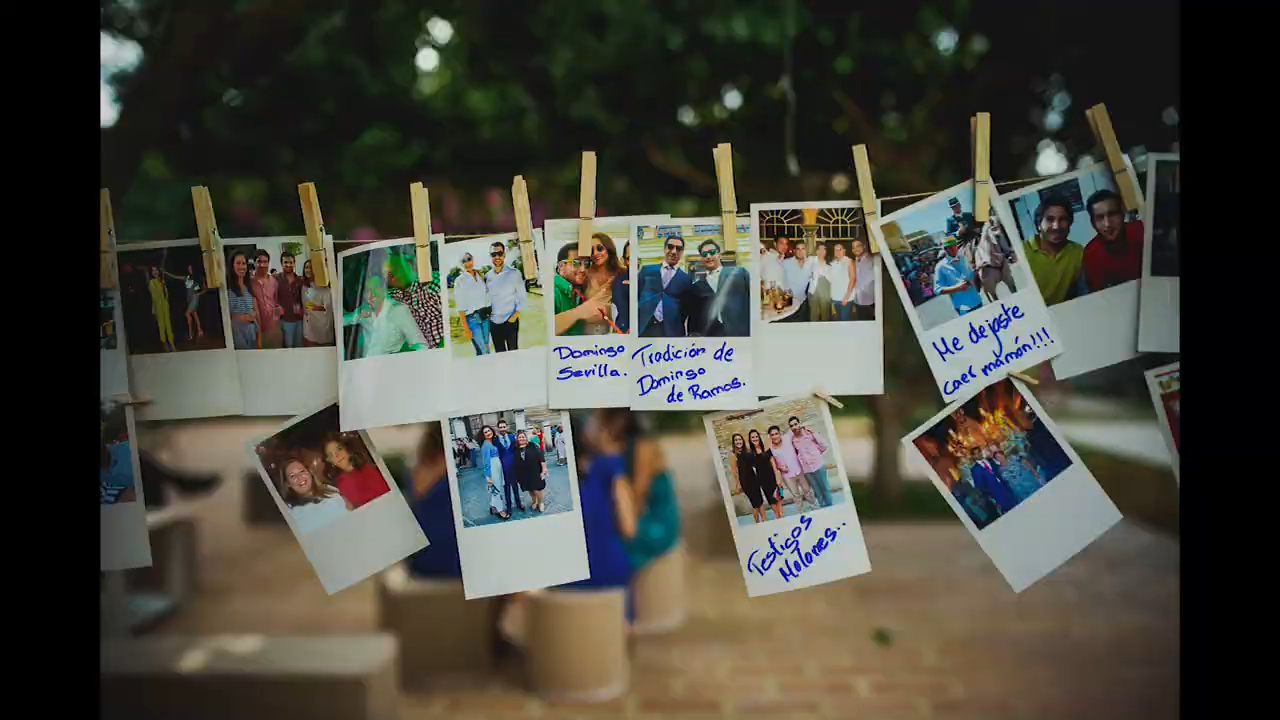 Domingo
Sevilla.
Tradición de
Domingo
de Ramos.
Me dejaste
caer mamón!!!
Testigos
Molones..